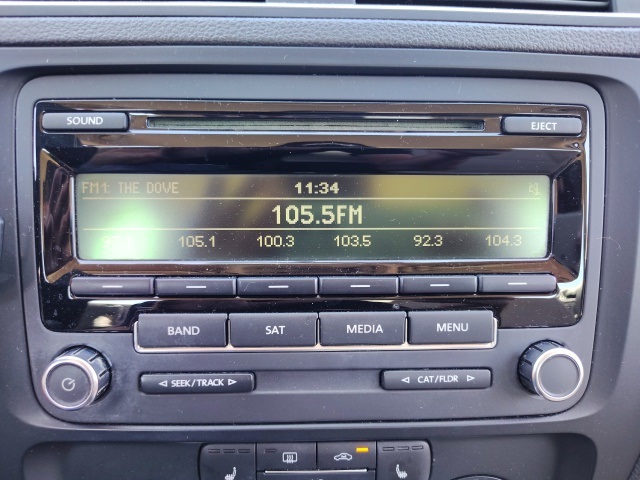 SOUND
EJECT
FM1: THE DOVE 11:34
105.5FM
105.1 100.3 103.5 92.3 104.3
BAND SAT MEDIA MENU
SEEK/TRACK CAT/FLDR